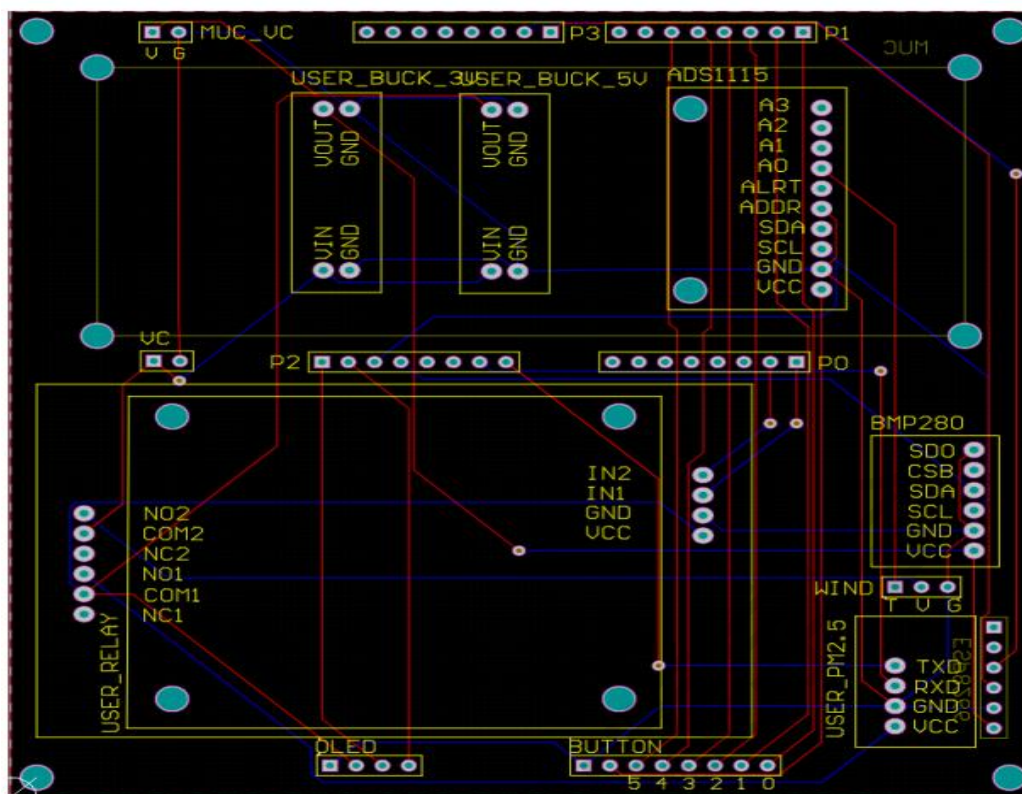 MUC_VC
V G
P3
P1
MUC
USER_BUCK_3V
USER_BUCK_5V
ADS1115
VOUT
GND
VIN
GND
VOUT
GND
VIN
GND
A3
A2
A1
A0
ALRT
ADDR
SDA
SCL
GND
VCC
VC
P2
P0
BMP280
SDO
CSB
SDA
SCL
GND
VCC
IN2
IN1
GND
VCC
NO2
COM2
NC2
NO1
COM1
NC1
USER_RELAY
WIND
T V G
USER_PM2.5
TXD
RXD
GND
VCC
ESP8266
OLED
BUTTON
5 4 3 2 1 0